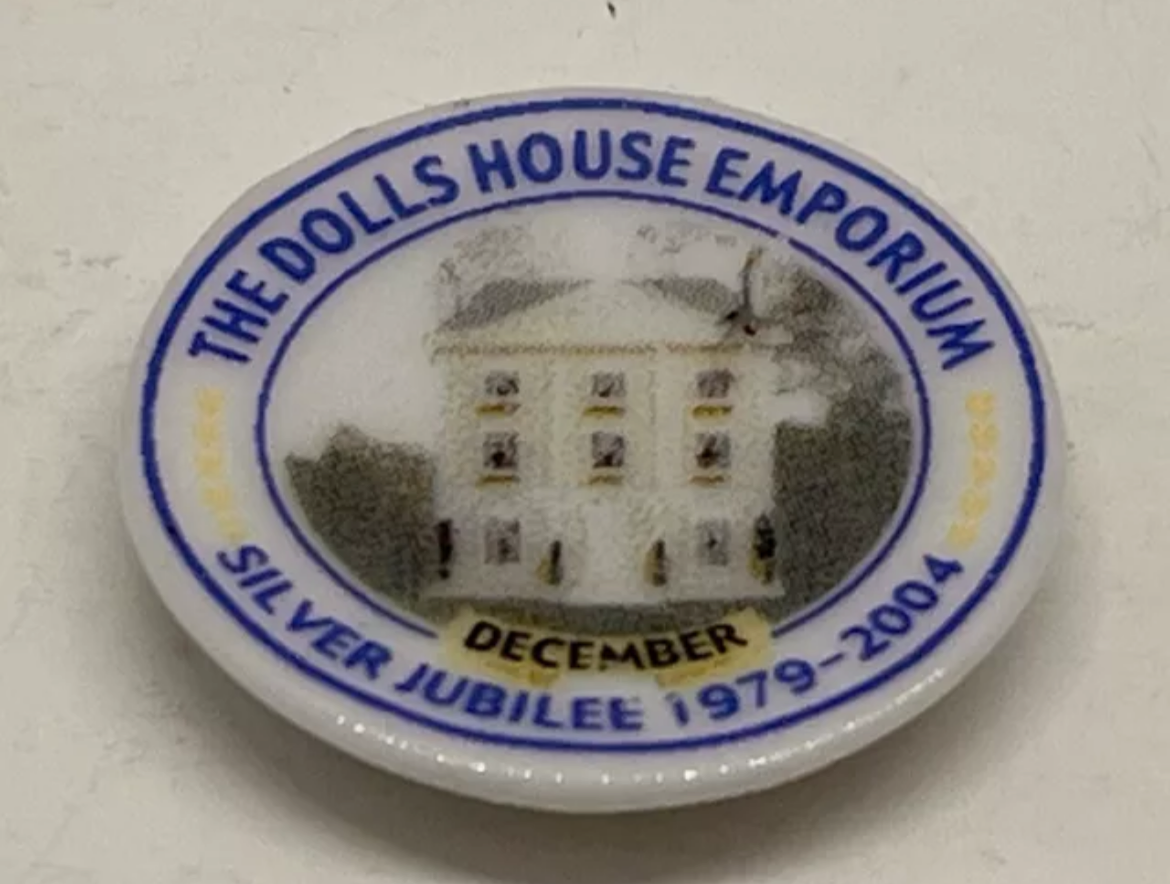 THE DOLLS HOUSE EMPORIUM
DECEMBER
SILVER JUBILEE 1979-2004